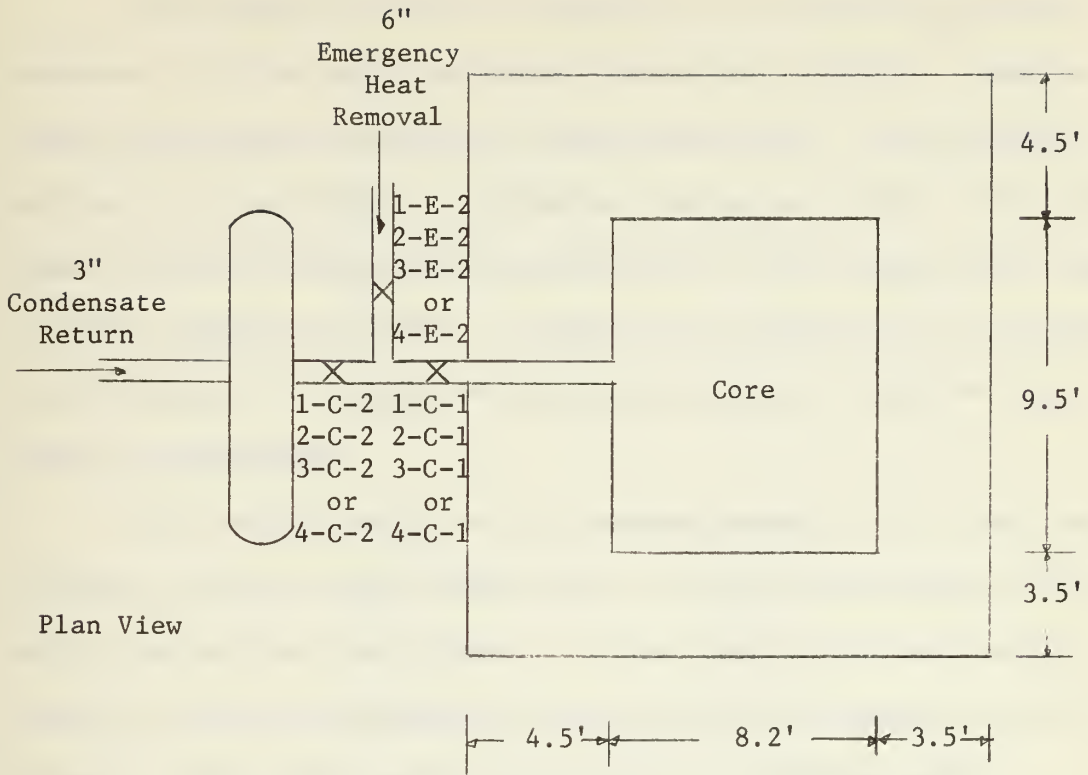 6"
Emergency
Heat
Removal
4.5'
1-E-2
2-E-2
3-E-2
or
4-E-2
3"
Condensate
Return
Core
9.5'
1-C-2 1-C-1
2-C-2 2-C-1
3-C-2 3-C-1
or or
4-C-2 4-C-1
3.5'
Plan View
4.5' 8.2' 3.5'